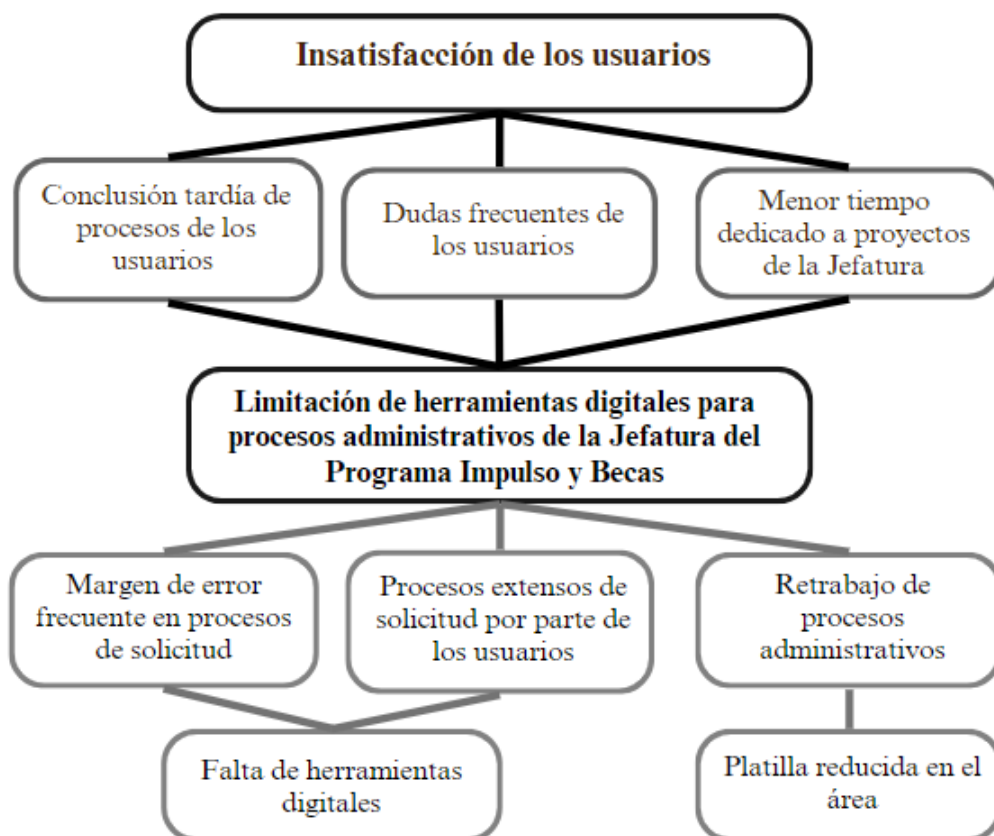 Insatisfacción de los usuarios
Conclusión tardía de
procesos de los
usuarios
Dudas frecuentes de
los usuarios
Menor tiempo
dedicado a proyectos
de la Jefatura
Limitación de herramientas digitales para
procesos administrativos de la Jefatura del
Programa Impulso y Becas
Margen de error
frecuente en procesos
de solicitud
Procesos extensos de
solicitud por parte de
los usuarios
Retrabajo de
procesos
administrativos
Falta de herramientas
digitales
Platilla reducida en el
área